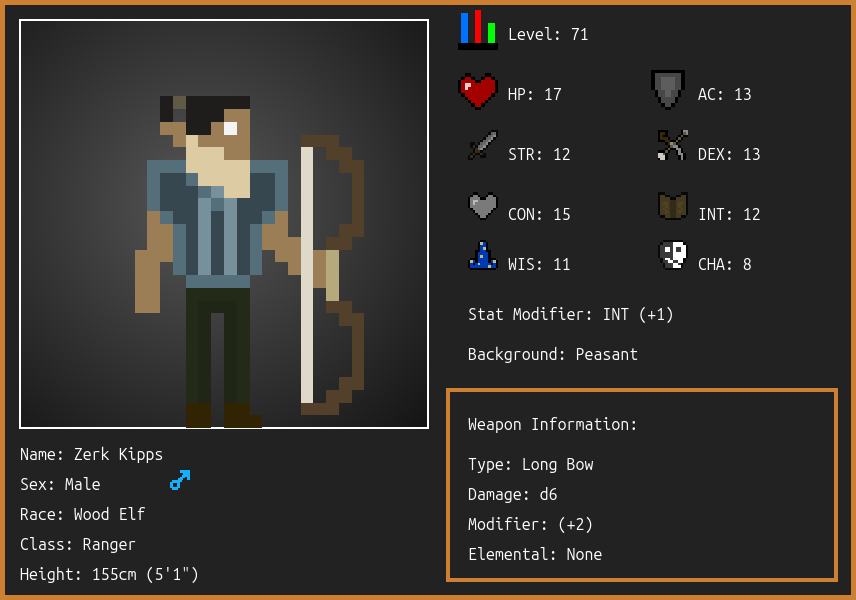 Level: 71
HP: 17
AC: 13
STR: 12
DEX: 13
CON: 15
INT: 12
WIS: 11
CHA: 8
Stat Modifier: INT (+1)
Background: Peasant
Weapon Information:
Type: Long Bow
Damage: d6
Modifier: (+2)
Elemental: None
Name: Zerk Kipps
Sex: Male
Race: Wood Elf
Class: Ranger
Height: 155cm (5'1")